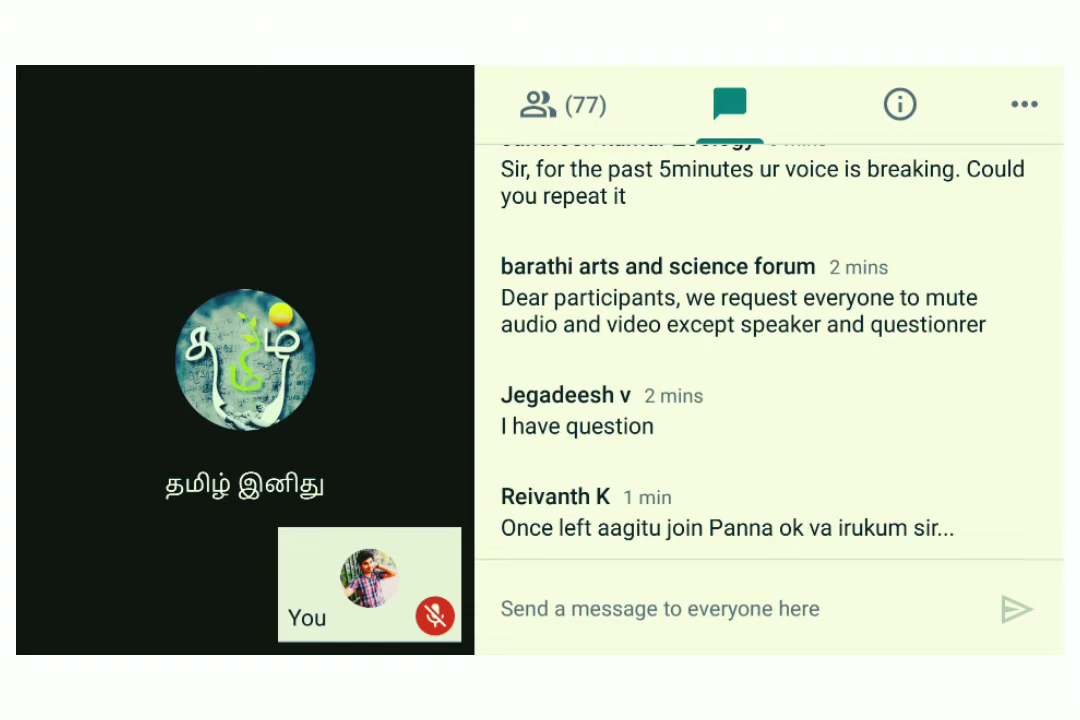 தமிழ்
தமிழ் இனிது
You
(77)
Sir, for the past 5minutes ur voice is breaking. Could
you repeat it
barathi arts and science forum 2 mins
Dear participants, we request everyone to mute
audio and video except speaker and questionrer
Jegadeesh v 2 mins
I have question
Reivanth K 1 min
Once left aagitu join Panna ok va irukum sir...
Send a message to everyone here